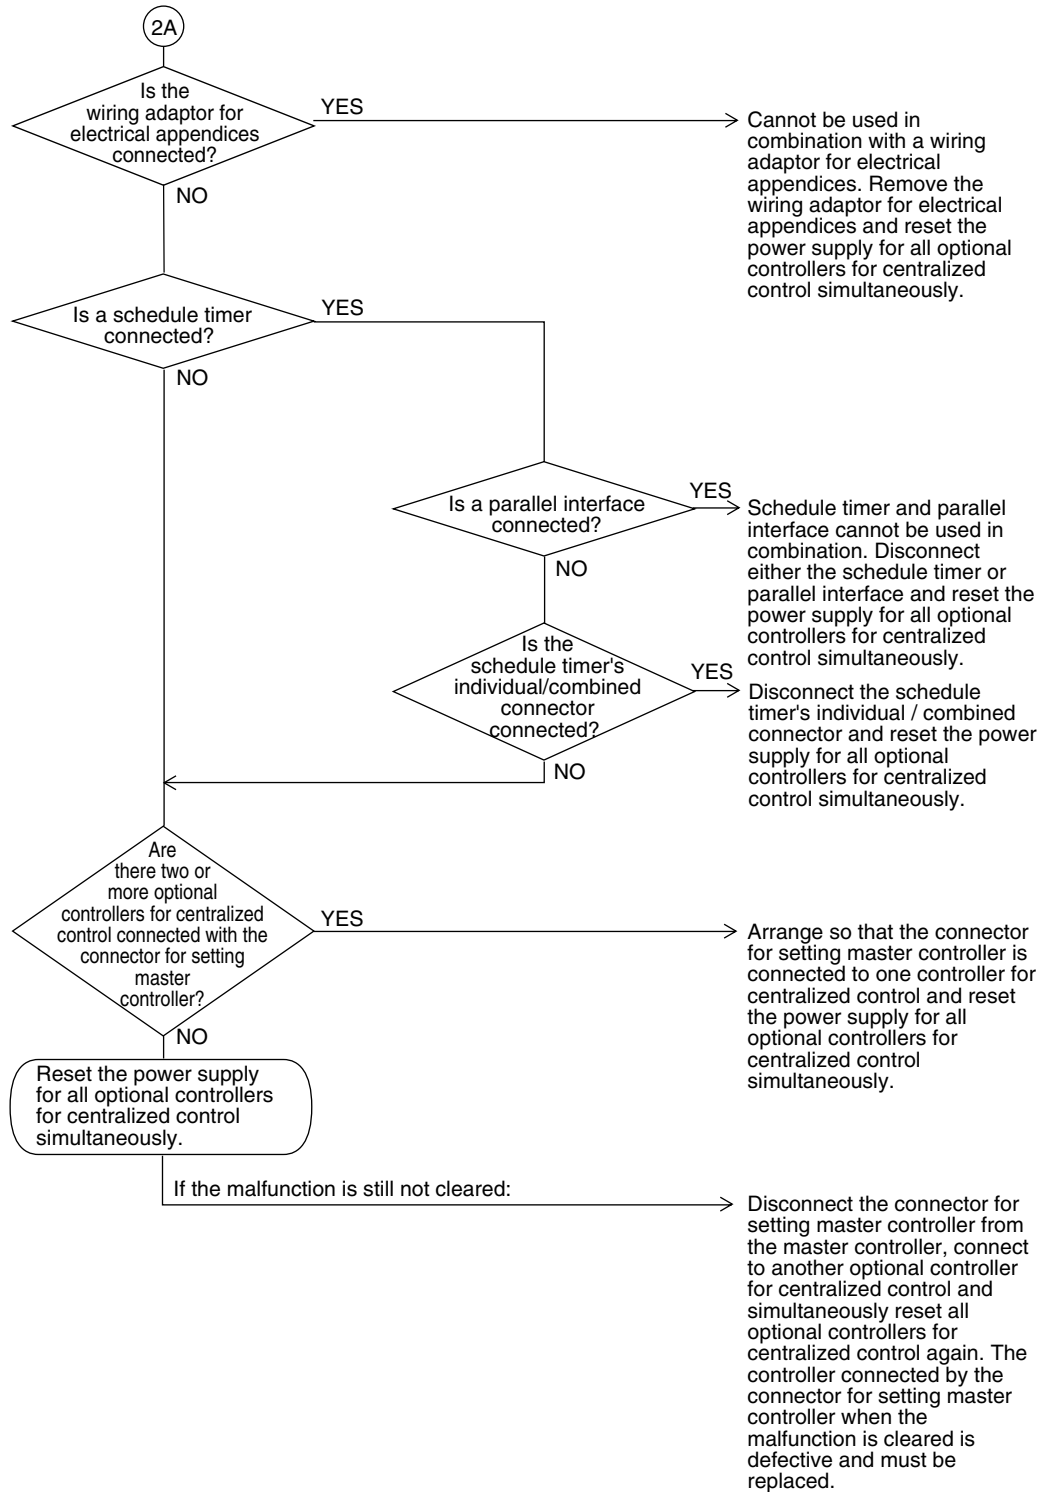 2A
Is the
wiring adaptor for
electrical appendices
connected?
YES
Cannot be used in
combination with a wiring
adaptor for electrical
appendices. Remove the
wiring adaptor for electrical
appendices and reset the
power supply for all optional
controllers for centralized
control simultaneously.
NO
Is a schedule timer
connected?
YES
NO
Is a parallel interface
connected?
YES
Schedule timer and parallel
interface cannot be used in
combination. Disconnect
either the schedule timer or
parallel interface and reset the
power supply for all optional
controllers for centralized
control simultaneously.
NO
Is the
schedule timer's
individual/combined
connector
connected?
YES
Disconnect the schedule
timer's individual / combined
connector and reset the power
supply for all optional
controllers for centralized
control simultaneously.
NO
Are
there two or
more optional
controllers for centralized
control connected with the
connector for setting
master
controller?
YES
Arrange so that the connector
for setting master controller is
connected to one controller for
centralized control and reset
the power supply for all
optional controllers for
centralized control
simultaneously.
NO
Reset the power supply
for all optional controllers
for centralized control
simultaneously.
If the malfunction is still not cleared:
Disconnect the connector for
setting master controller from
the master controller, connect
to another optional controller
for centralized control and
simultaneously reset all
optional controllers for
centralized control again. The
controller connected by the
connector for setting master
controller when the
malfunction is cleared is
defective and must be
replaced.